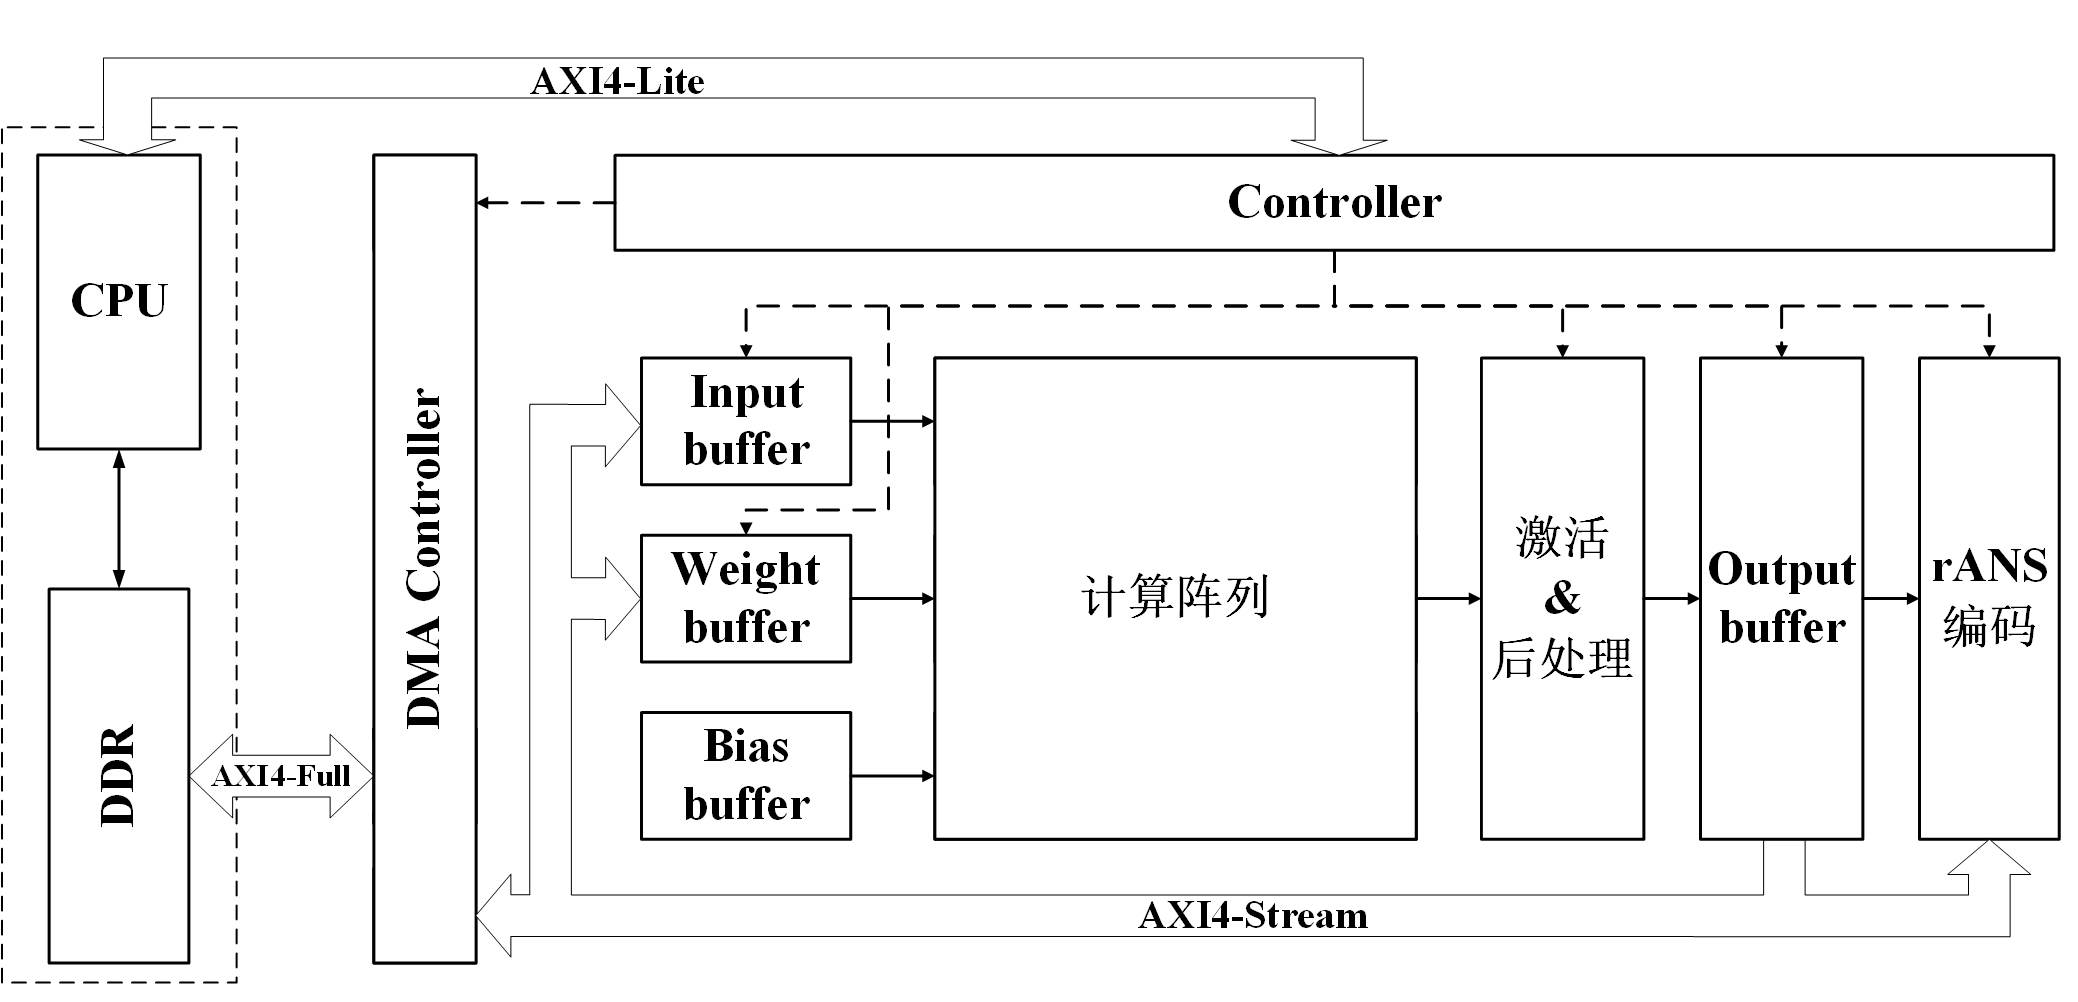 AXI4-Lite
CPU
DDR
AXI4-Full
DMA Controller
Controller
Input
buffer
Weight
buffer
Bias
buffer
计算阵列
激活
&
后处理
Output
buffer
rANS
编码
AXI4-Stream